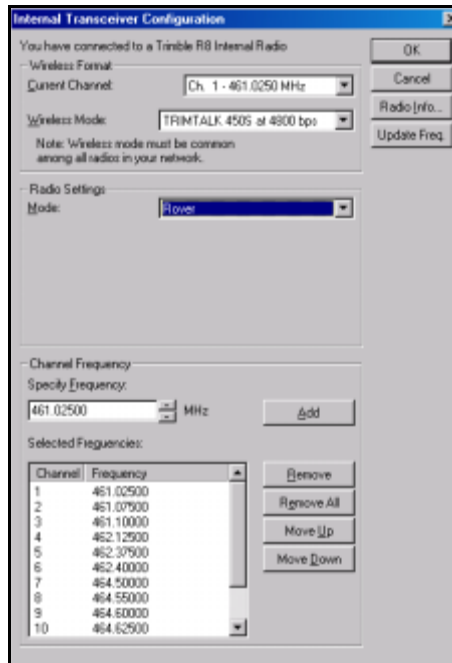 Internal Transceiver Configuration
You have connected to a Trimble R8 Internal Radio
OK
Cancel
Radio Info...
Update Freq.
Wireless Format
Current Channel:
Ch. 1 - 461.0250 MHz
Wireless Mode:
TRIMTALK 450S at 4800 bps
Note: Wireless mode must be common
among all radios in your network.
Radio Settings
Mode:
Rover
Channel Frequency
Specify Frequency:
461.02500
MHz
Add
Selected Frequencies:
Channel Frequency
1 461.02500
2 461.07500
3 461.10000
4 462.12500
5 462.37500
6 462.40000
7 464.50000
8 464.55000
9 464.60000
10 464.62500
Remove
Remove All
Move Up
Move Down